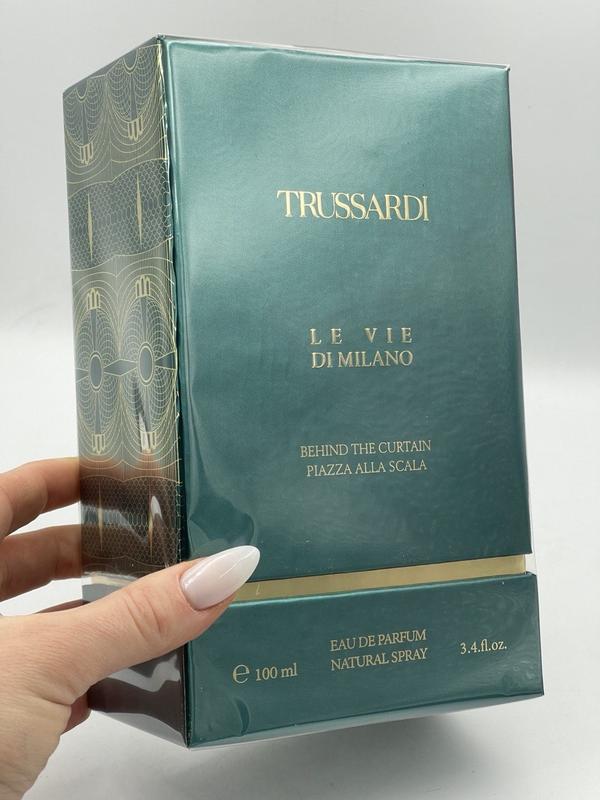 TRUSSARDI
LE VIE
DI MILANO
BEHIND THE CURTAIN
PIAZZA ALLA SCALA
℮ 100 ml
EAU DE PARFUM
NATURAL SPRAY
3.4.fl.oz.